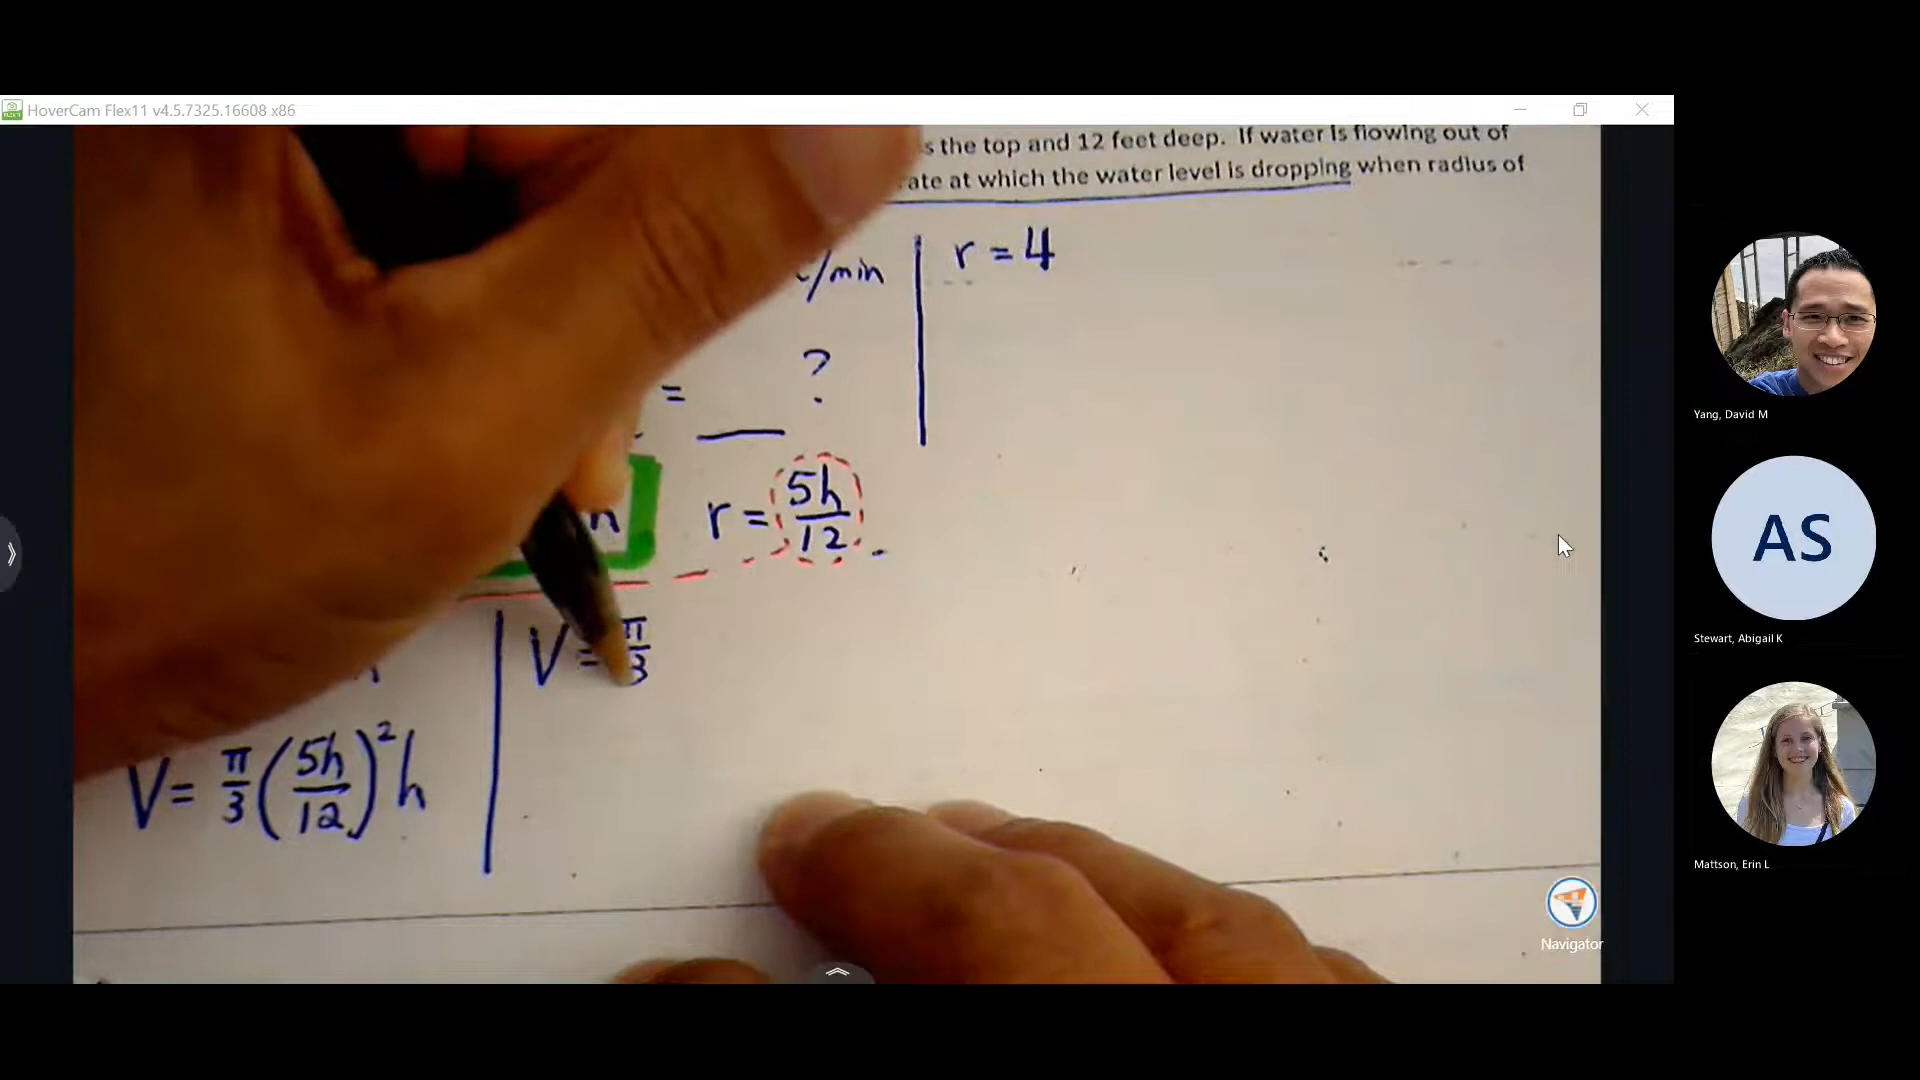 HoverCam Flex11 v4.5.7325.16608 x86
s the top and 12 feet deep. If water is flowing out of
ate at which the water level is dropping when radius of
/min
r = 4
= ___ ?
h
r = 5h/12
V = π/3
V = π/3 (5h/12)² h
Yang, David M
AS
Stewart, Abigail K
Mattson, Erin L
Navigator